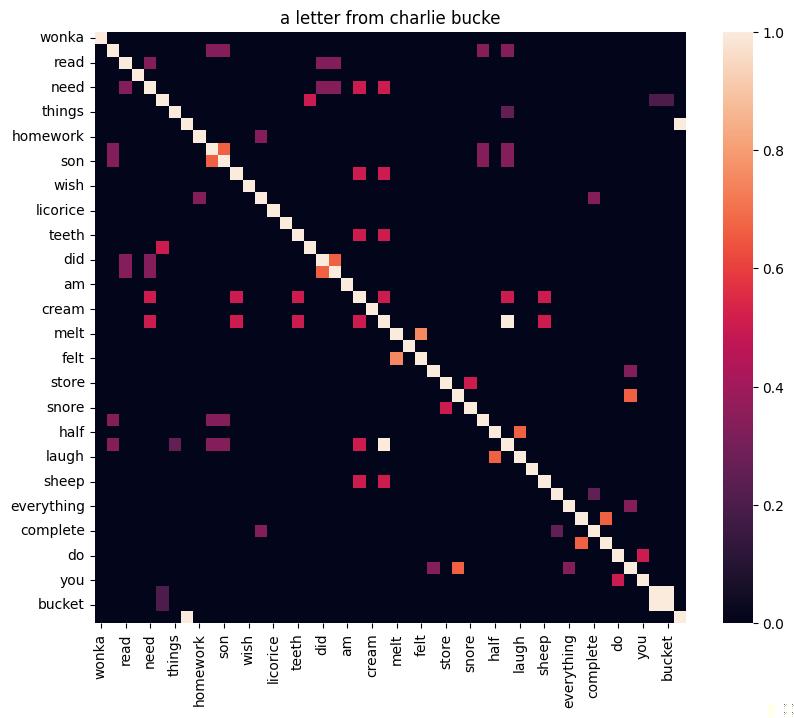 a letter from charlie bucke
wonka
read
need
things
homework
son
wish
licorice
teeth
did
am
cream
melt
felt
store
snore
half
laugh
sheep
everything
complete
do
you
bucket
1.0
0.8
0.6
0.4
0.2
0.0
wonka read need things homework son wish licorice teeth did am cream melt felt store snore half laugh sheep everything complete do you bucket